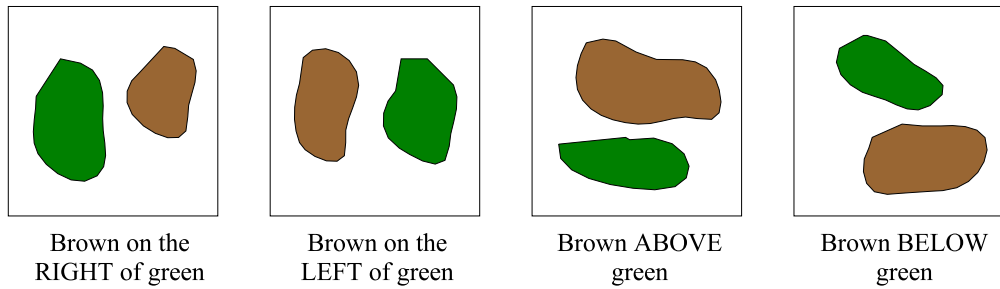 Brown on the
RIGHT of green
Brown on the
LEFT of green
Brown ABOVE
green
Brown BELOW
green